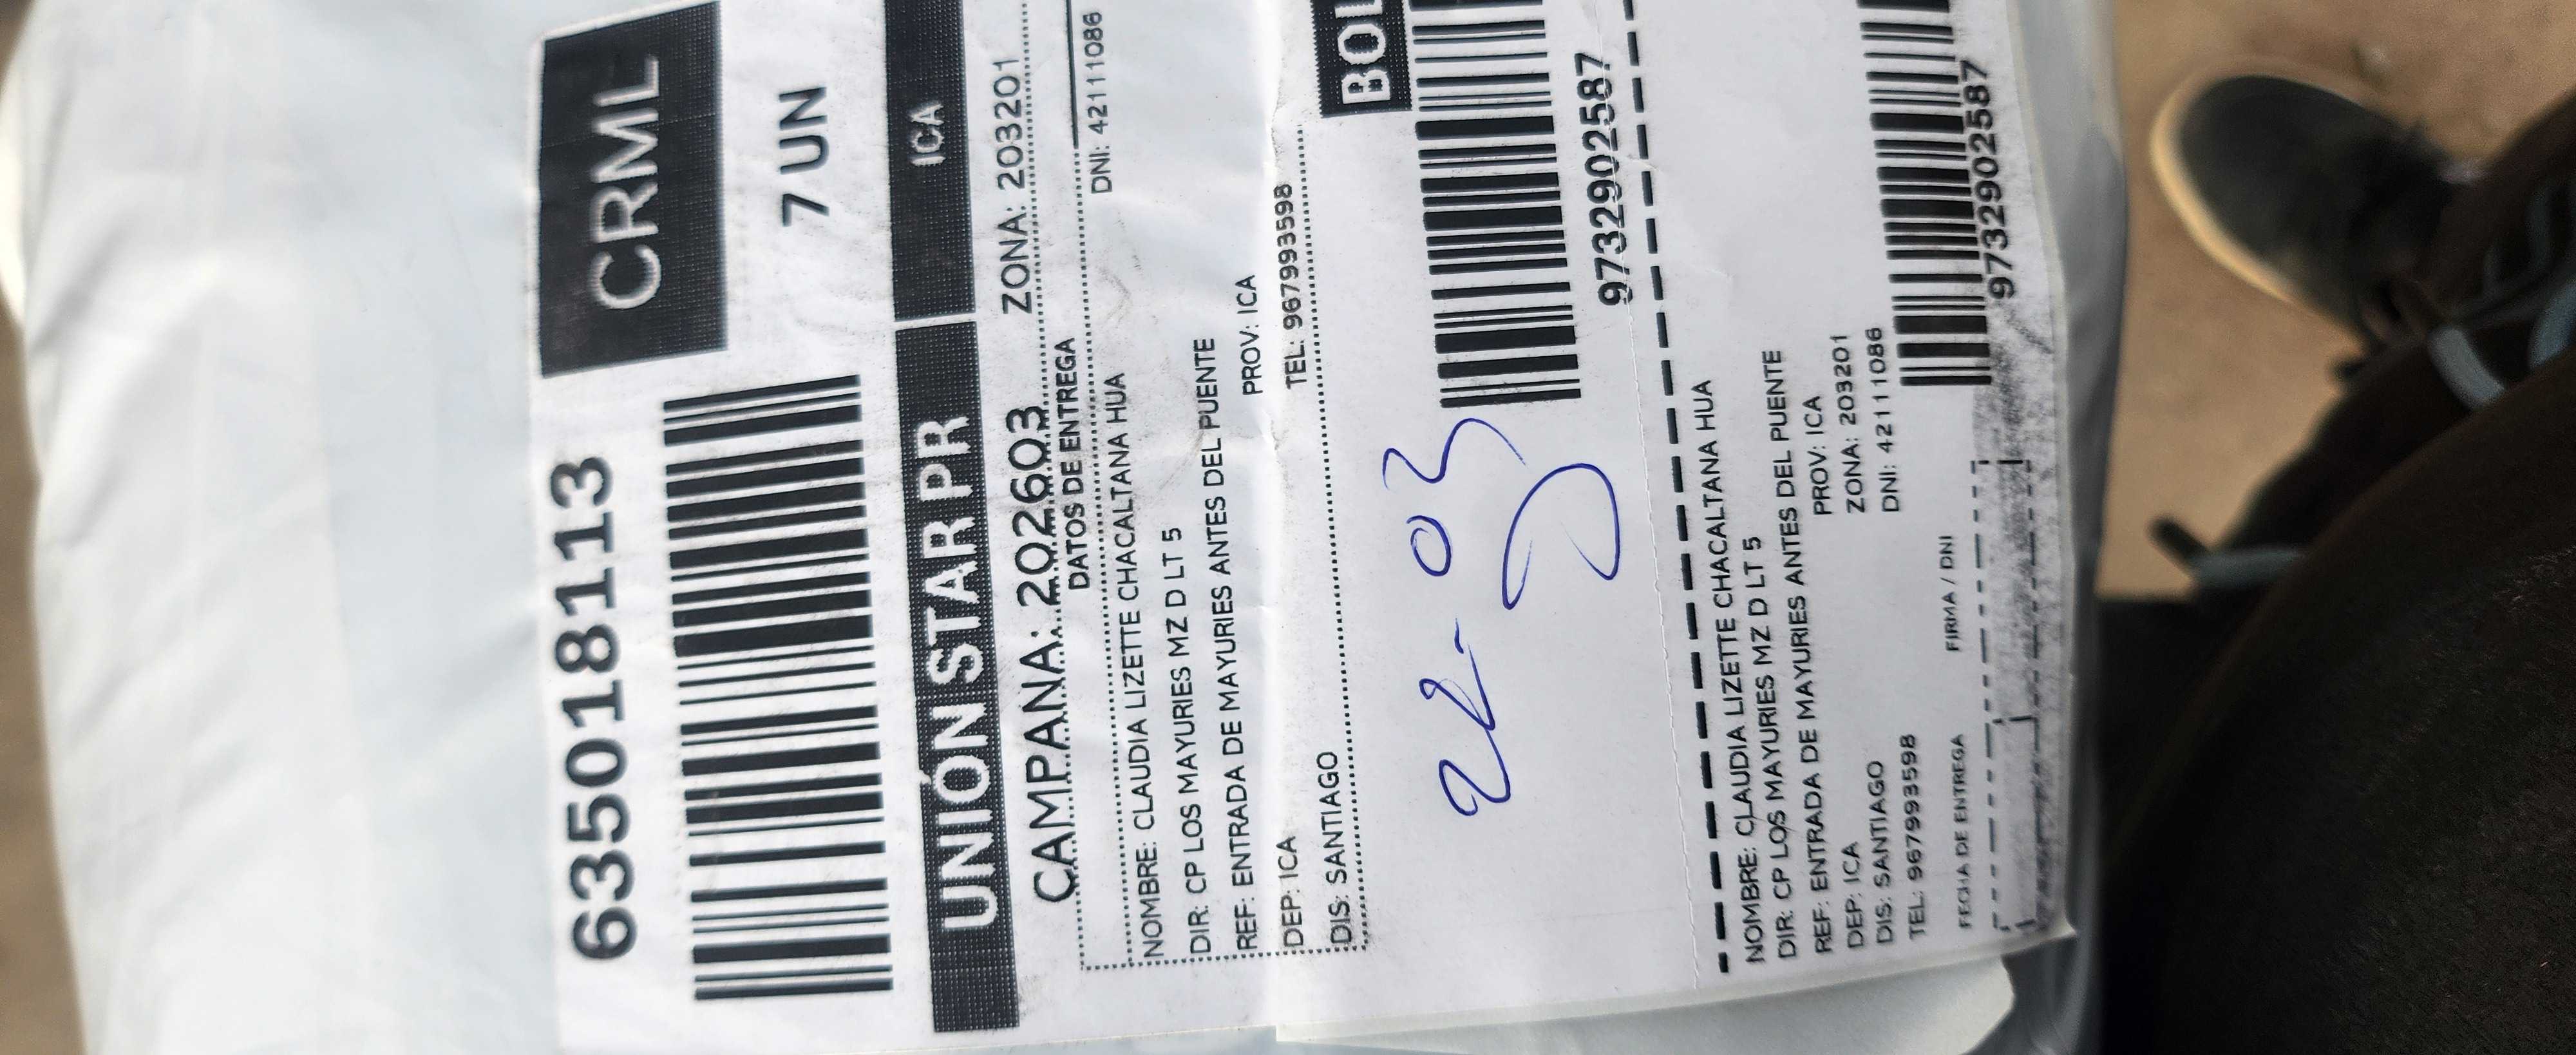 635018113
CRML
7 UN
UNIÓN STAR PR
ICA
CAMPANA: 202603
ZONA: 203201
DATOS DE ENTREGA
NOMBRE: CLAUDIA LIZETTE CHACALTANA HUA
DNI: 42111086
DIR: CP LOS MAYURIES MZ D LT 5
REF: ENTRADA DE MAYURIES ANTES DEL PUENTE
DEP: ICA
PROV: ICA
DIS: SANTIAGO
TEL: 967993598
9732902587
NOMBRE: CLAUDIA LIZETTE CHACALTANA HUA
DIR: CP LOS MAYURIES MZ D LT 5
REF: ENTRADA DE MAYURIES ANTES DEL PUENTE
DEP: ICA
PROV: ICA
DIS: SANTIAGO
ZONA: 203201
TEL: 967993598
DNI: 42111086
FECHA DE ENTREGA
FIRMA / DNI
9732902587